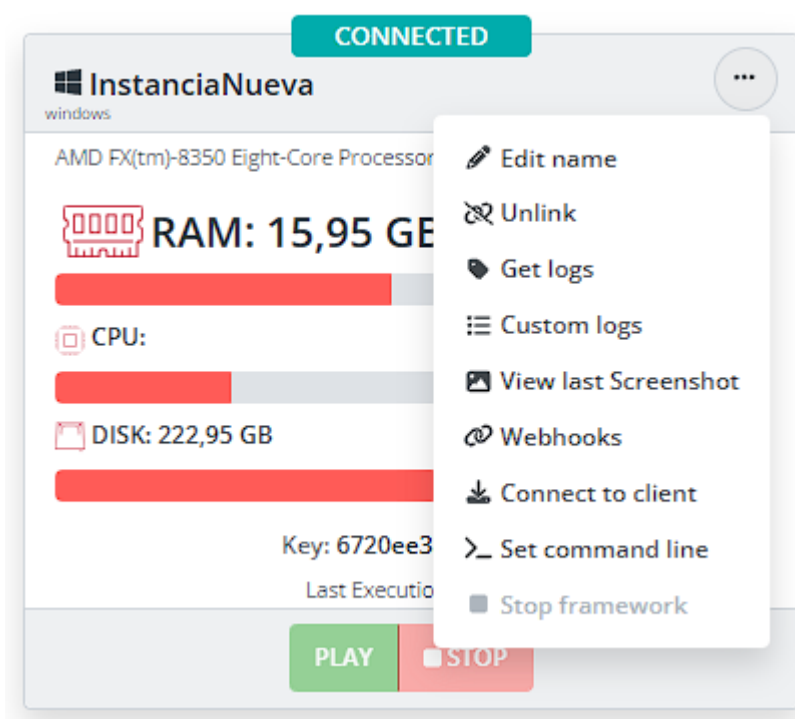 CONNECTED
InstanciaNueva
windows
AMD FX(tm)-8350 Eight-Core Processor
RAM: 15,95 GB
CPU:
DISK: 222,95 GB
Key: 6720ee3
Last Executio
PLAY
STOP
Edit name
Unlink
Get logs
Custom logs
View last Screenshot
Webhooks
Connect to client
Set command line
Stop framework